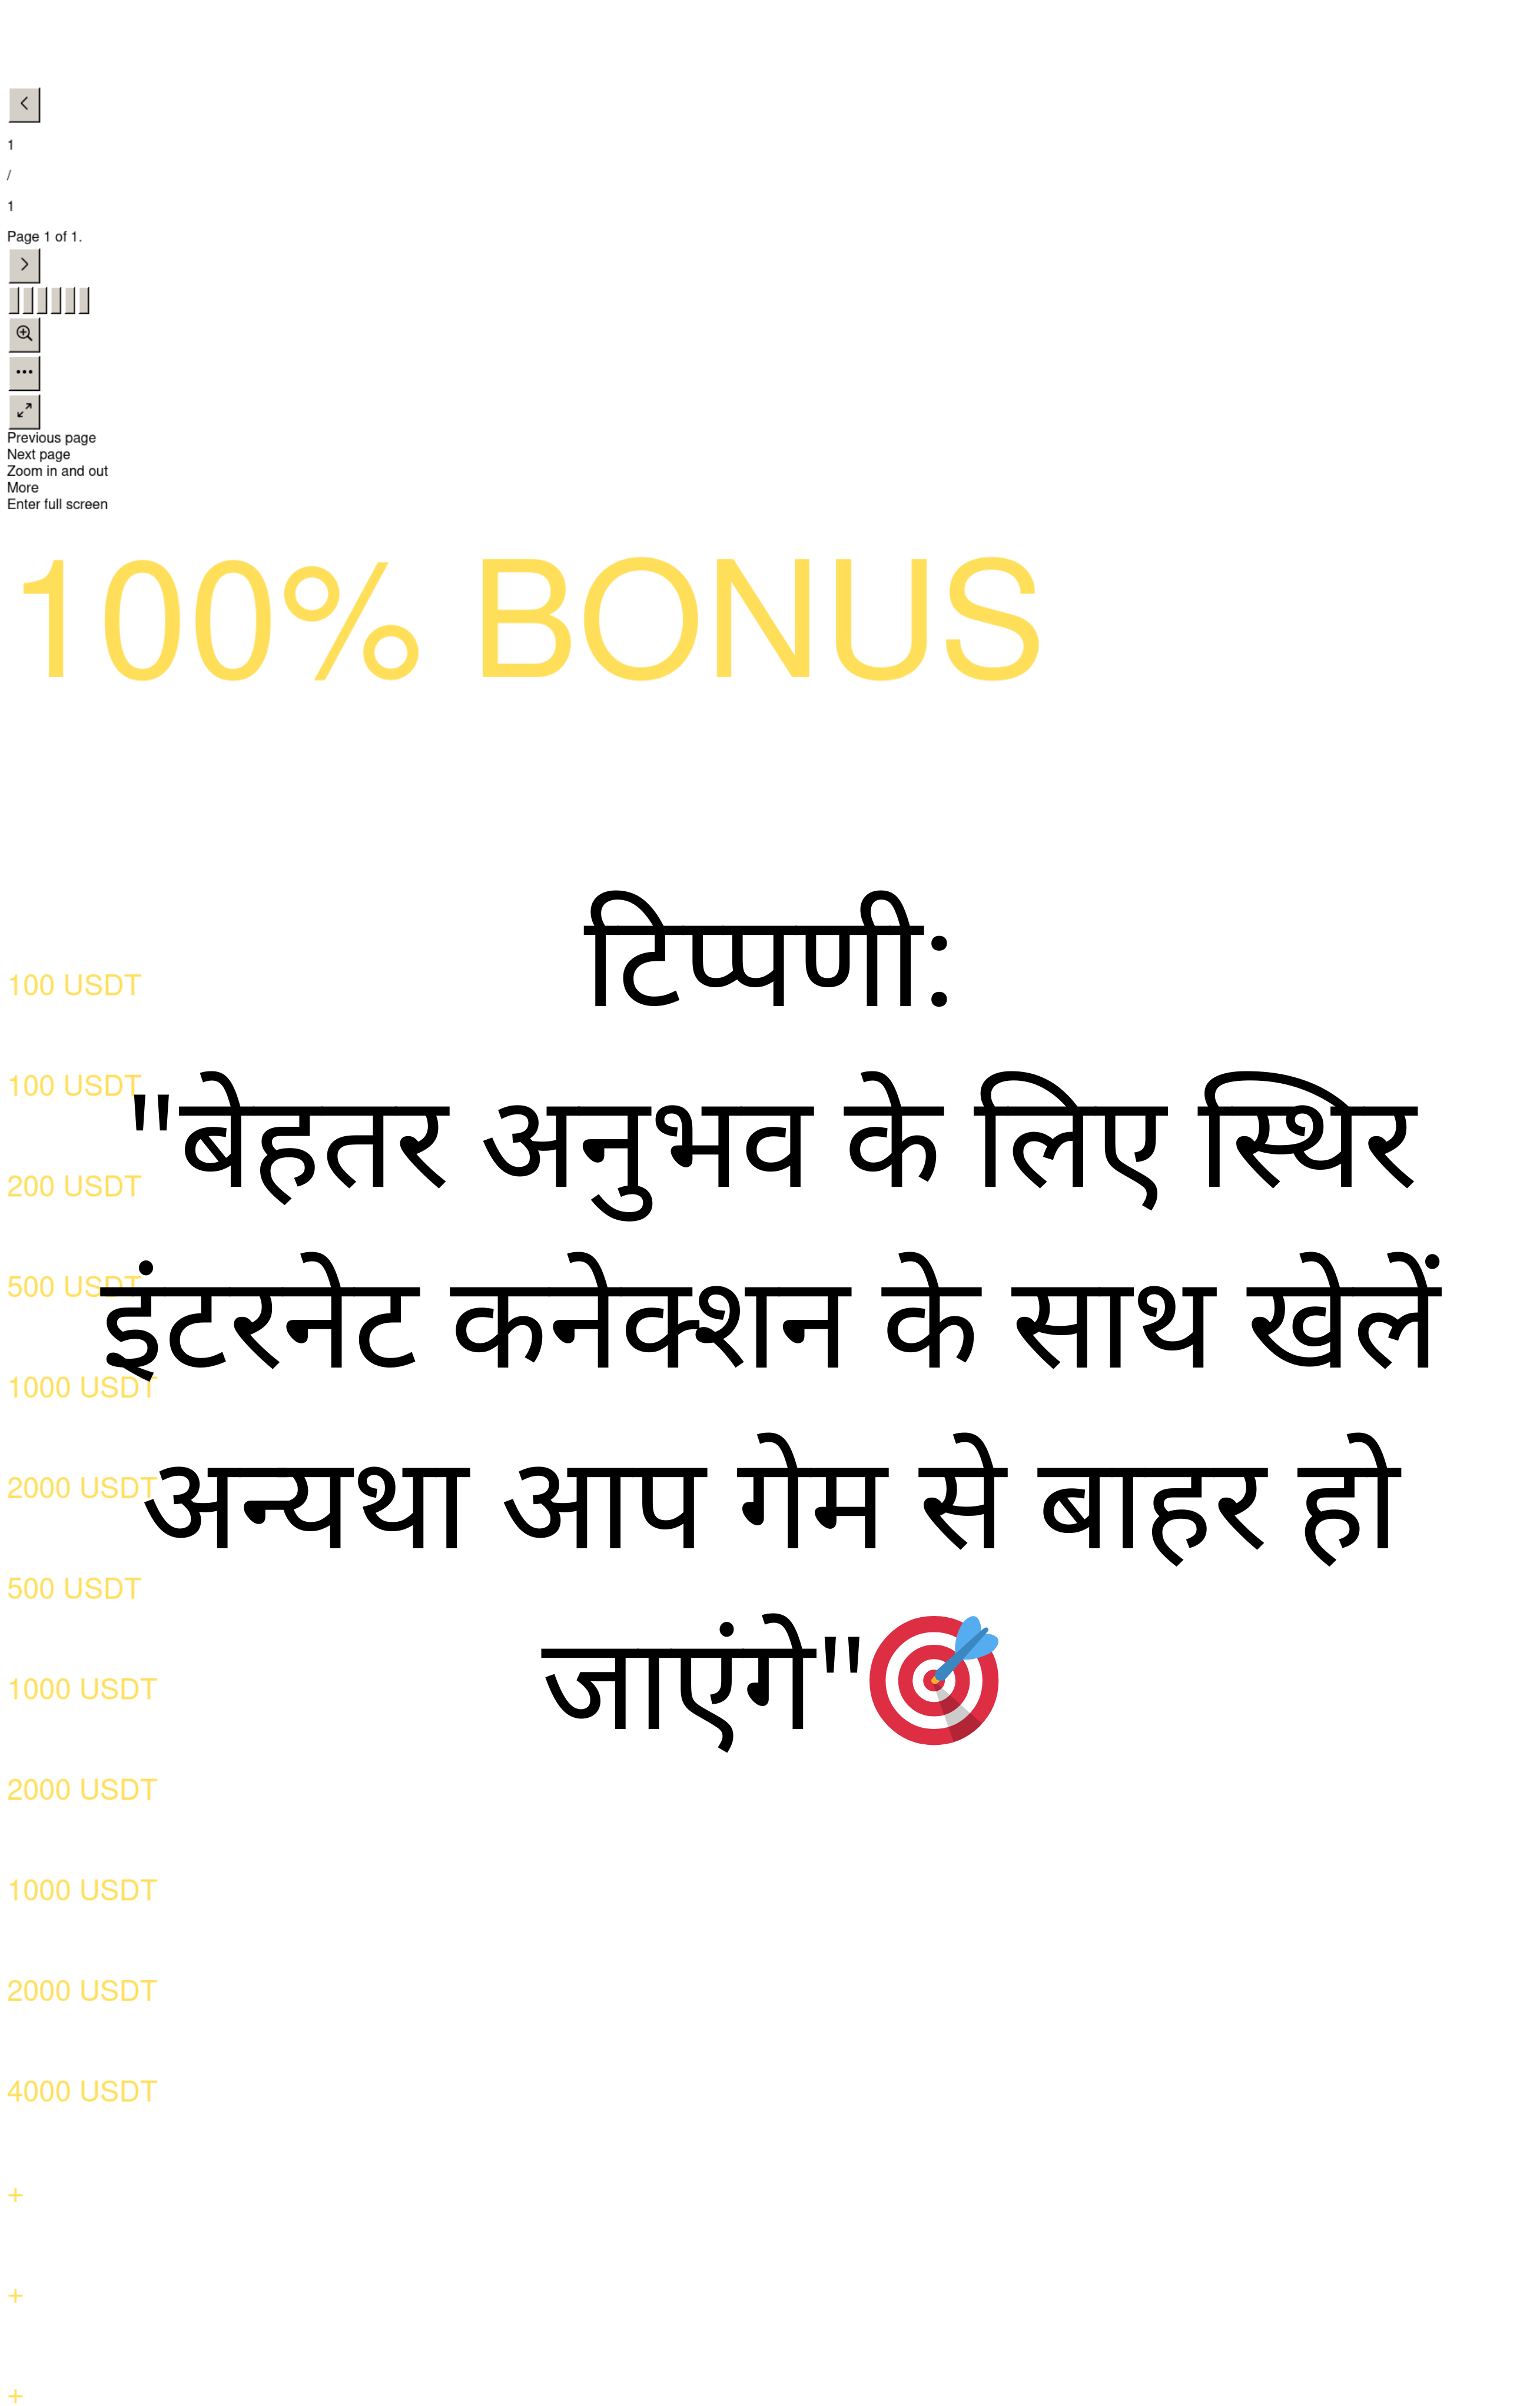 1
/
1
Page 1 of 1.
Previous page
Next page
Zoom in and out
More
Enter full screen
100% BONUS
टिप्पणी:
"बेहतर अनुभव के लिए स्थिर
इंटरनेट कनेक्शन के साथ खेलें
अन्यथा आप गेम से बाहर हो
जाएंगे"🎯
100 USDT
100 USDT
200 USDT
500 USDT
1000 USDT
2000 USDT
500 USDT
1000 USDT
2000 USDT
1000 USDT
2000 USDT
4000 USDT
+
+
+